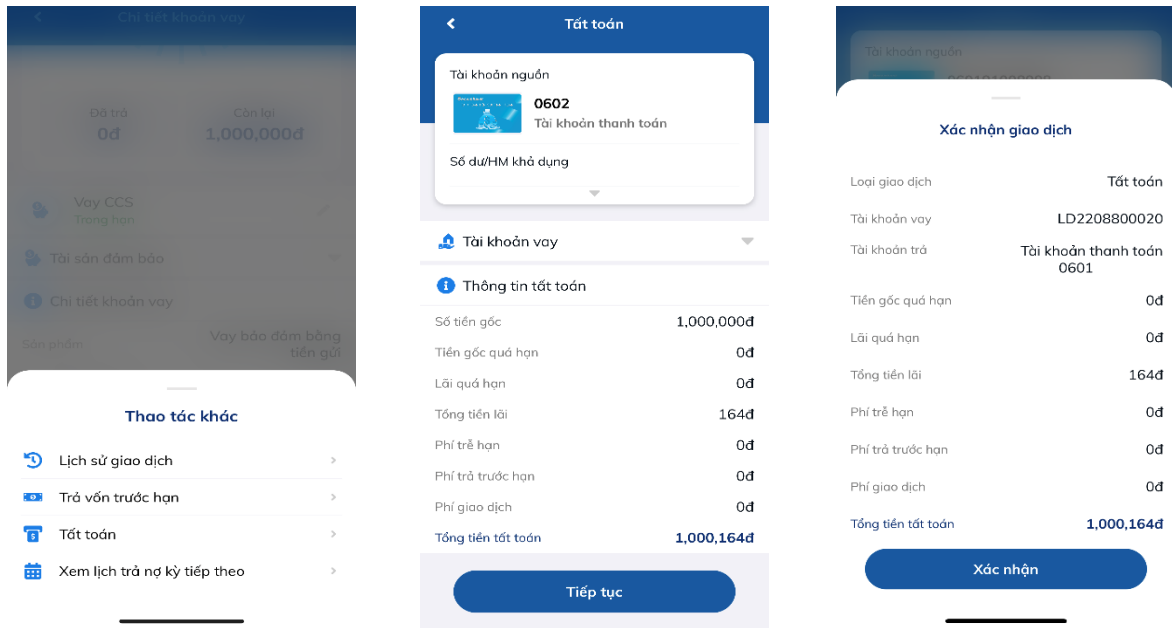 Chi tiết khoản vay
Đã trả
Còn lại
0đ
1,000,000đ
Vay CCS
Trong hạn
Tài sản đảm bảo
Chi tiết khoản vay
Sản phẩm
Vay bảo đảm bằng
tiền gửi
Thao tác khác
Lịch sử giao dịch
Trả vốn trước hạn
Tất toán
Xem lịch trả nợ kỳ tiếp theo
Tất toán
Tài khoản nguồn
0602
Tài khoản thanh toán
Số dư/HM khả dụng
Tài khoản vay
Thông tin tất toán
Số tiền gốc 1,000,000đ
Tiền gốc quá hạn 0đ
Lãi quá hạn 0đ
Tổng tiền lãi 164đ
Phí trễ hạn 0đ
Phí trả trước hạn 0đ
Phí giao dịch 0đ
Tổng tiền tất toán 1,000,164đ
Tiếp tục
Tài khoản nguồn
Xác nhận giao dịch
Loại giao dịch Tất toán
Tài khoản vay LD2208800020
Tài khoản trả Tài khoản thanh toán
0601
Tiền gốc quá hạn 0đ
Lãi quá hạn 0đ
Tổng tiền lãi 164đ
Phí trễ hạn 0đ
Phí trả trước hạn 0đ
Phí giao dịch 0đ
Tổng tiền tất toán 1,000,164đ
Xác nhận